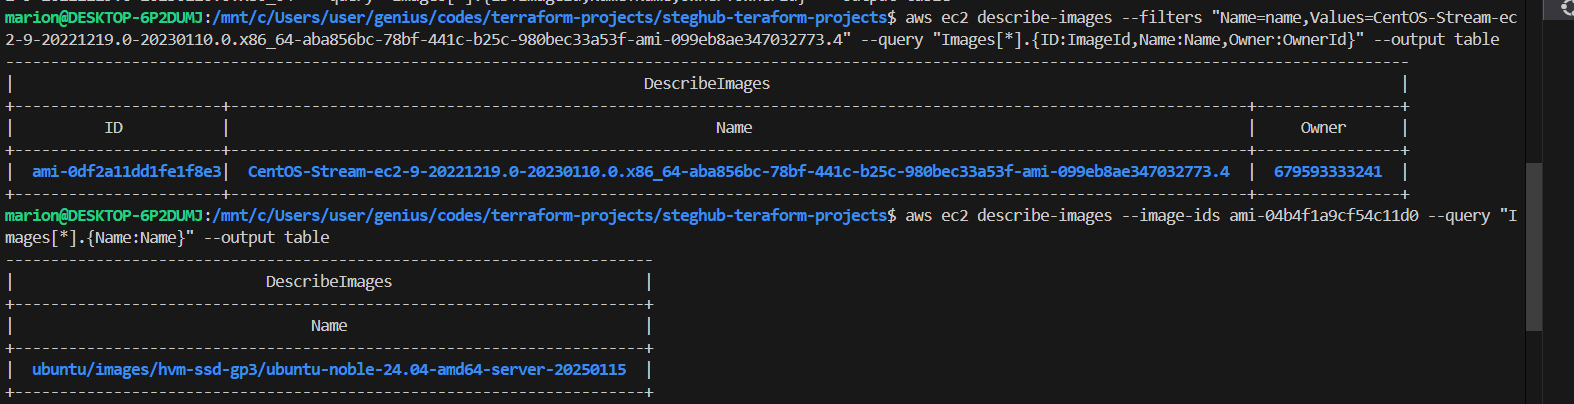 marion@DESKTOP-6P2DUMJ:/mnt/c/Users/user/genius/codes/terraform-projects/steghub-teraform-projects$ aws ec2 describe-images --filters "Name=name,Values=CentOS-Stream-ec
2-9-20221219.0-20230110.0.x86_64-aba856bc-78bf-441c-b25c-980bec33a53f-ami-099eb8ae347032773.4" --query "Images[*].{ID:ImageId,Name:Name,Owner:OwnerId}" --output table
| DescribeImages |
| ID | Name | Owner |
| ami-0df2a11dd1fe1f8e3| CentOS-Stream-ec2-9-20221219.0-20230110.0.x86_64-aba856bc-78bf-441c-b25c-980bec33a53f-ami-099eb8ae347032773.4 | 679593333241 |
marion@DESKTOP-6P2DUMJ:/mnt/c/Users/user/genius/codes/terraform-projects/steghub-teraform-projects$ aws ec2 describe-images --image-ids ami-04b4f1a9cf54c11d0 --query "I
mages[*].{Name:Name}" --output table
| DescribeImages |
| Name |
| ubuntu/images/hvm-ssd-gp3/ubuntu-noble-24.04-amd64-server-20250115 |